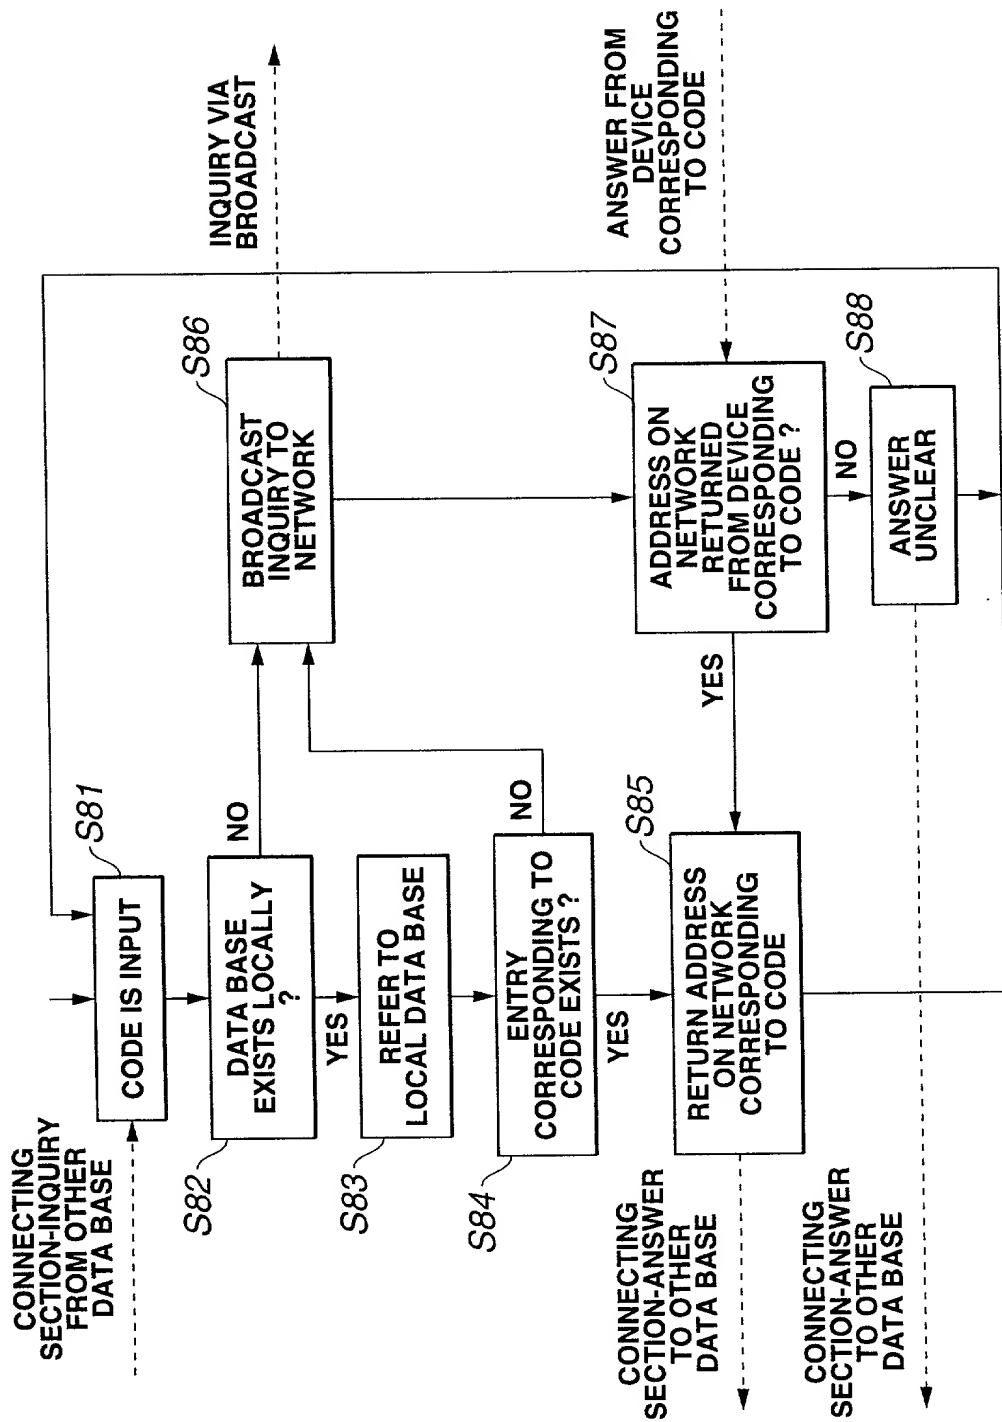 CONNECTING
SECTION-INQUIRY
FROM OTHER
DATA BASE
S81
CODE IS INPUT
S82
DATA BASE
EXISTS LOCALLY
?
NO
YES
S83
REFER TO
LOCAL DATA BASE
S84
ENTRY
CORRESPONDING TO
CODE EXISTS ?
NO
YES
S85
RETURN ADDRESS
ON NETWORK
CORRESPONDING
TO CODE
CONNECTING
SECTION-ANSWER
TO OTHER
DATA BASE
S86
BROADCAST
INQUIRY TO
NETWORK
INQUIRY VIA
BROADCAST
S87
ADDRESS ON
NETWORK
RETURNED
FROM DEVICE
CORRESPONDING
TO CODE ?
YES
NO
ANSWER FROM
DEVICE
CORRESPONDING
TO CODE
S88
ANSWER
UNCLEAR
CONNECTING
SECTION-ANSWER
TO OTHER
DATA BASE